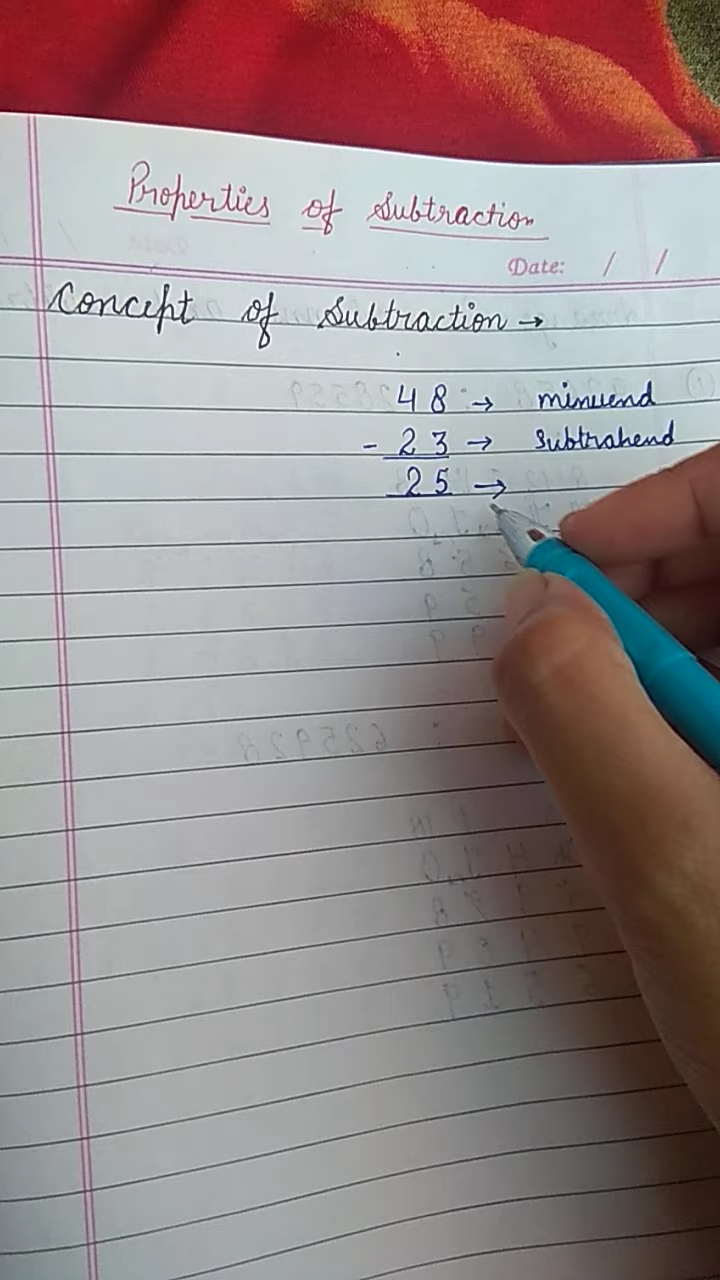 Properties of Subtraction
Date: / /
Concept of Subtraction →
48 → minuend
- 23 → Subtrahend
25 →